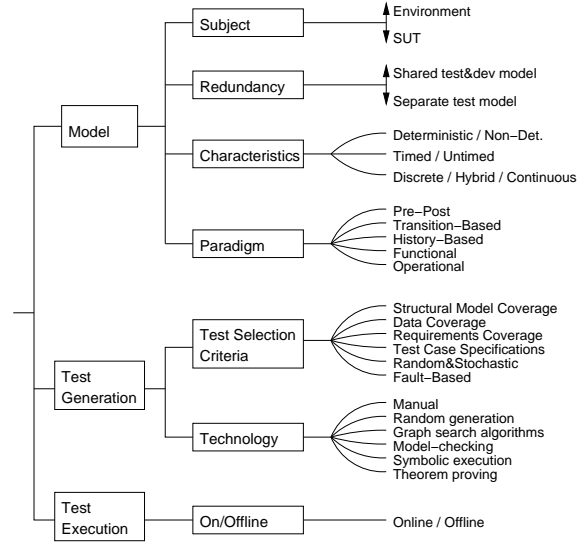 Environment
Subject
SUT
Shared test&dev model
Redundancy
Separate test model
Model
Deterministic / Non−Det.
Characteristics
Timed / Untimed
Discrete / Hybrid / Continuous
Pre−Post
Transition−Based
Paradigm
History−Based
Functional
Operational
Structural Model Coverage
Data Coverage
Test Selection
Criteria
Requirements Coverage
Test Case Specifications
Random&Stochastic
Fault−Based
Test
Generation
Manual
Random generation
Technology
Graph search algorithms
Model−checking
Symbolic execution
Theorem proving
Test
Execution
On/Offline
Online / Offline